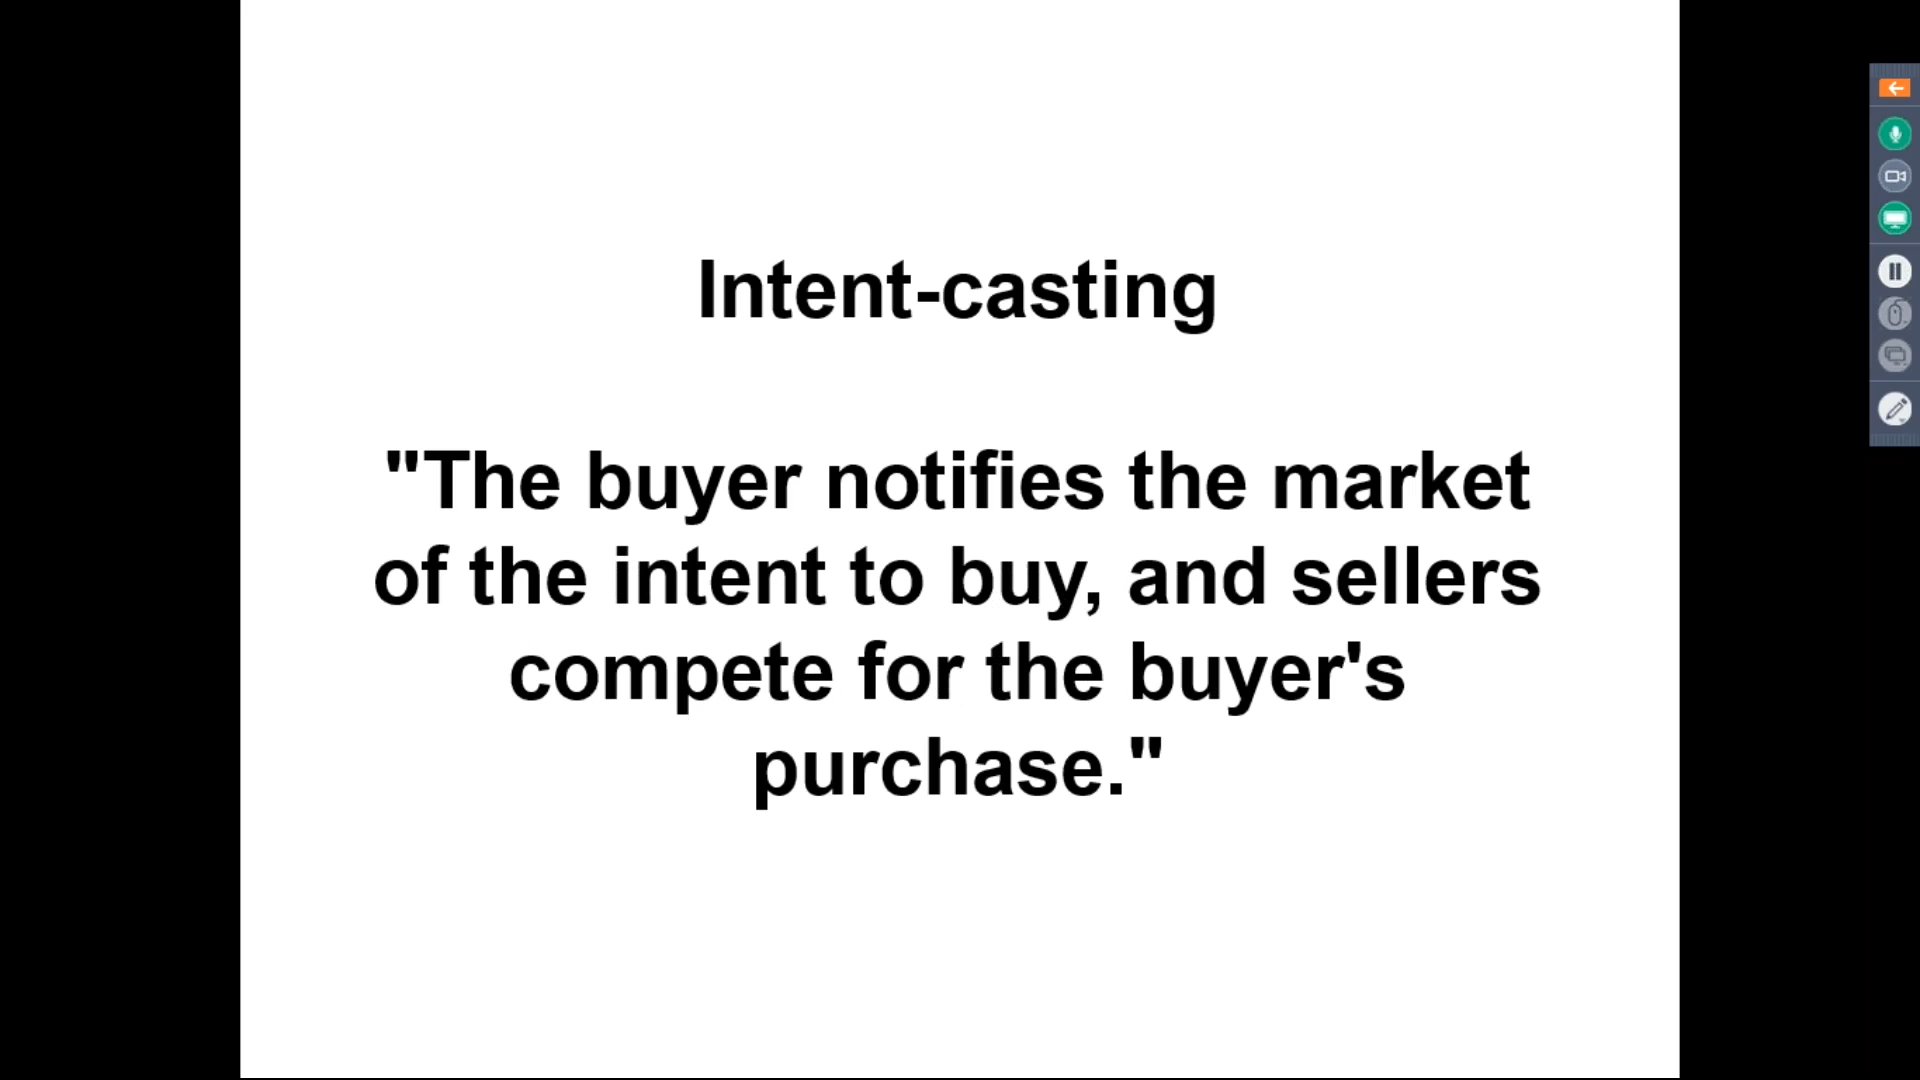 Intent-casting
"The buyer notifies the market
of the intent to buy, and sellers
compete for the buyer's
purchase."